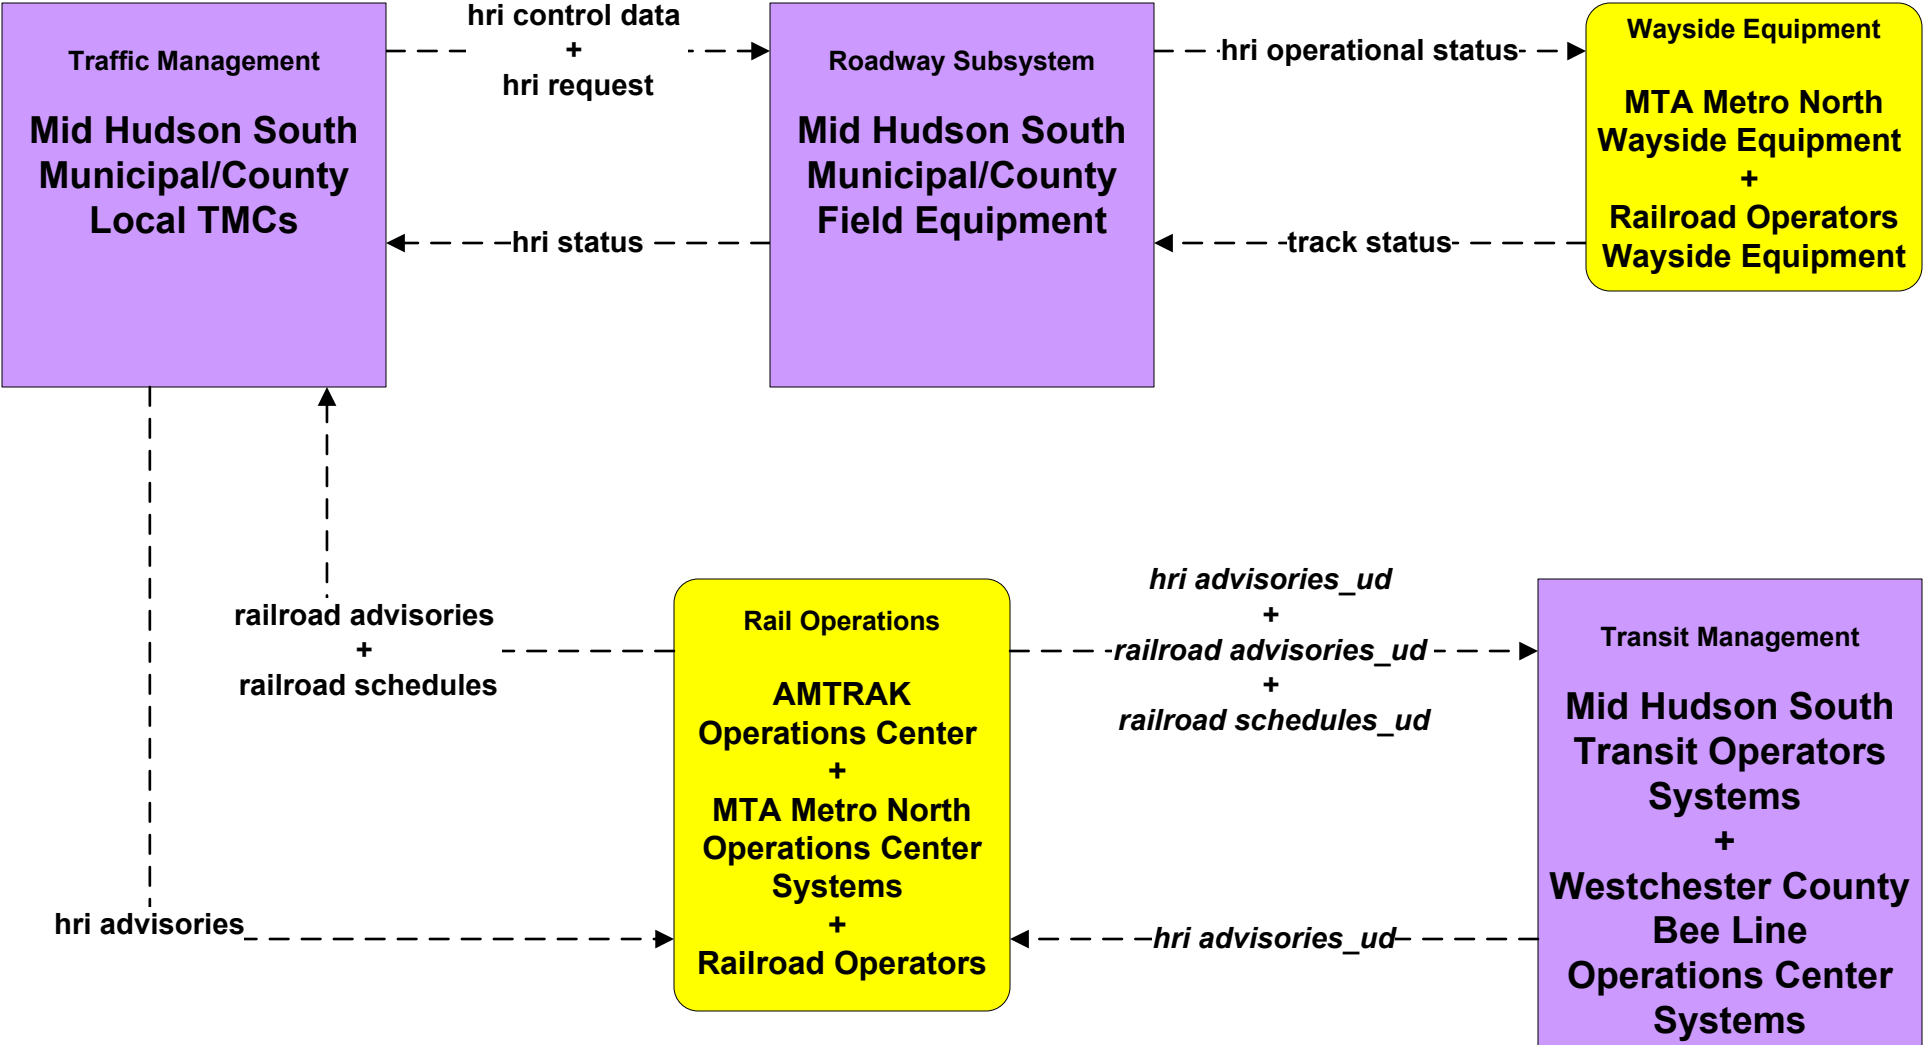 Traffic Management
Mid Hudson South
Municipal/County
Local TMCs
hri control data
+
hri request
hri status
Roadway Subsystem
Mid Hudson South
Municipal/County
Field Equipment
hri operational status
track status
Wayside Equipment
MTA Metro North
Wayside Equipment
+
Railroad Operators
Wayside Equipment
railroad advisories
+
railroad schedules
hri advisories
Rail Operations
AMTRAK
Operations Center
+
MTA Metro North
Operations Center
Systems
+
Railroad Operators
hri advisories_ud
+
railroad advisories_ud
+
railroad schedules_ud
hri advisories_ud
Transit Management
Mid Hudson South
Transit Operators
Systems
+
Westchester County
Bee Line
Operations Center
Systems